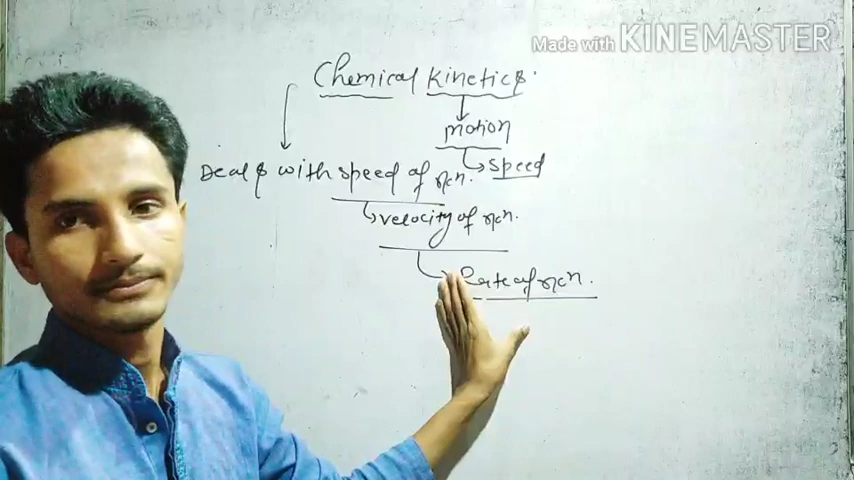 Made with KINEMASTER
Chemical kinetics.
motion
speed
Deals with speed of rxn.
velocity of rxn.
Rate of rxn.